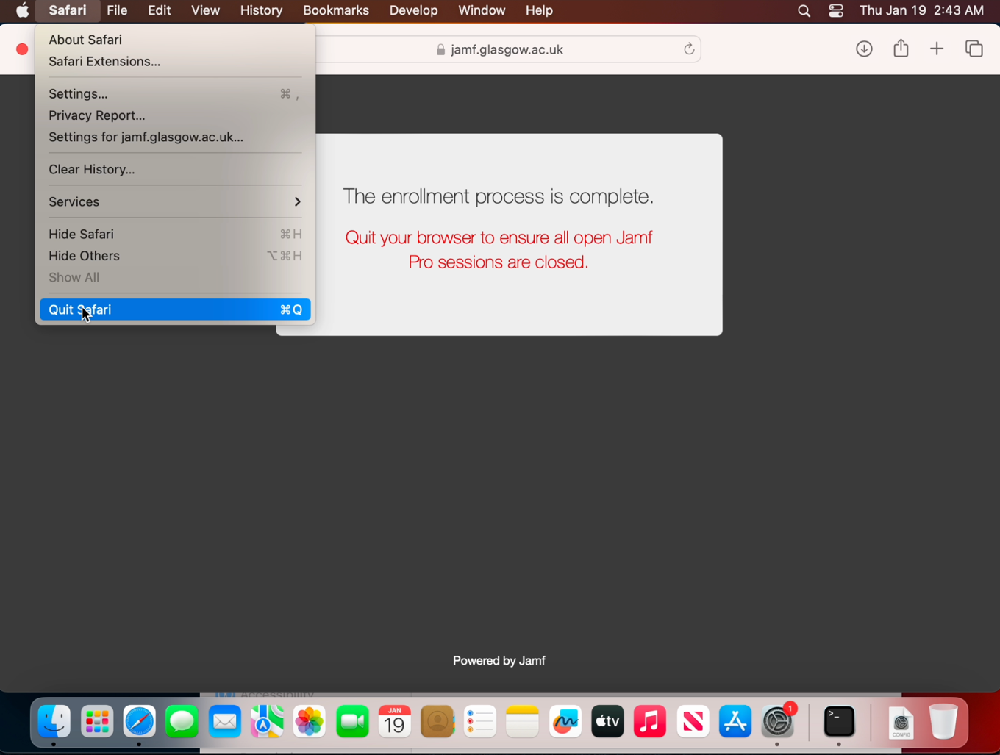 Safari File Edit View History Bookmarks Develop Window Help Thu Jan 19 2:43 AM
About Safari
jamf.glasgow.ac.uk
Safari Extensions...
Settings... ⌘ ,
Privacy Report...
Settings for jamf.glasgow.ac.uk...
Clear History...
Services
Hide Safari ⌘H
Hide Others ⌥⌘H
Show All
Quit Safari ⌘Q
The enrollment process is complete.
Quit your browser to ensure all open Jamf
Pro sessions are closed.
Powered by Jamf
Accessibility
JAN
19
tv
1
>_
CONFIG